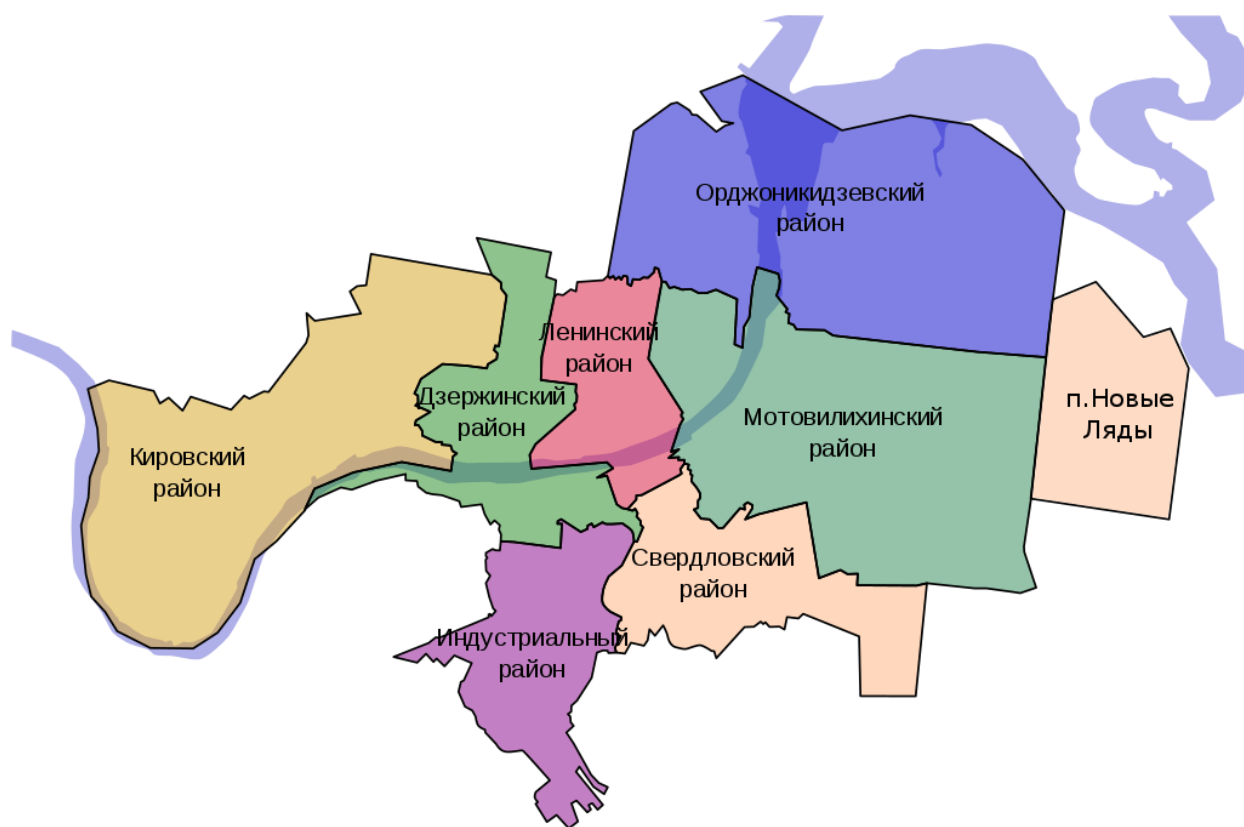 Орджоникидзевский
район
Ленинский
район
Дзержинский
район
п.Новые
Ляды
Мотовилихинский
район
Кировский
район
Свердловский
район
Индустриальный
район